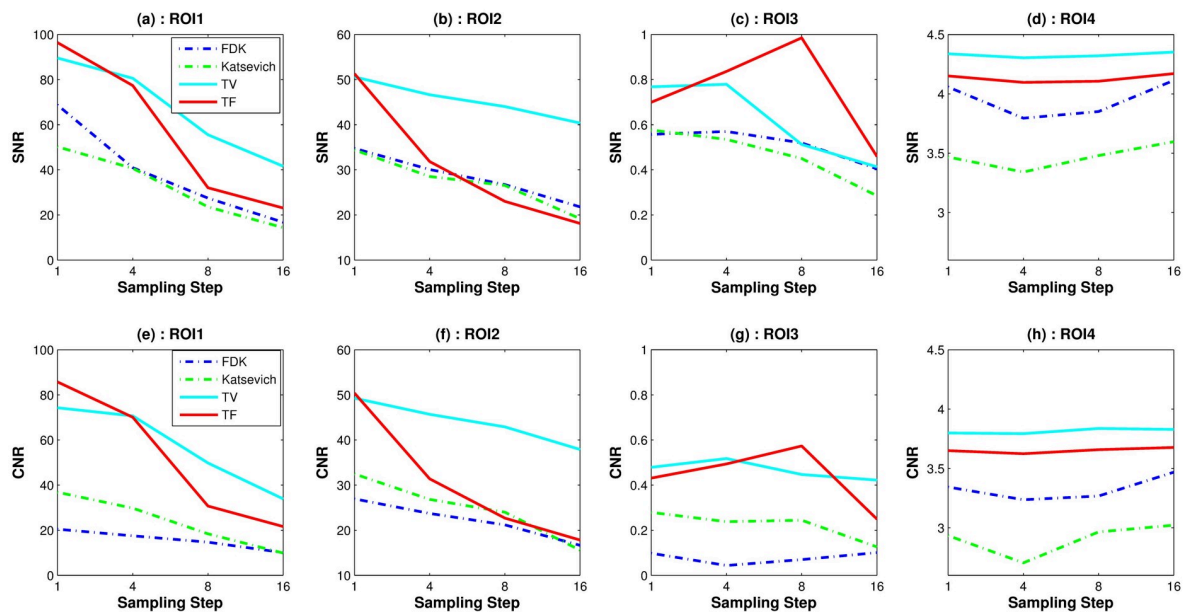 (a) : ROI1
100
80
60
40
20
0
SNR
1 4 8 16
Sampling Step
FDK
Katsevich
TV
TF
(b) : ROI2
60
50
40
30
20
10
SNR
1 4 8 16
Sampling Step
(c) : ROI3
1
0.8
0.6
0.4
0.2
0
SNR
1 4 8 16
Sampling Step
(d) : ROI4
4.5
4
3.5
3
SNR
1 4 8 16
Sampling Step
(e) : ROI1
100
80
60
40
20
0
CNR
1 4 8 16
Sampling Step
FDK
Katsevich
TV
TF
(f) : ROI2
60
50
40
30
20
10
CNR
1 4 8 16
Sampling Step
(g) : ROI3
1
0.8
0.6
0.4
0.2
0
CNR
1 4 8 16
Sampling Step
(h) : ROI4
4.5
4
3.5
3
CNR
1 4 8 16
Sampling Step